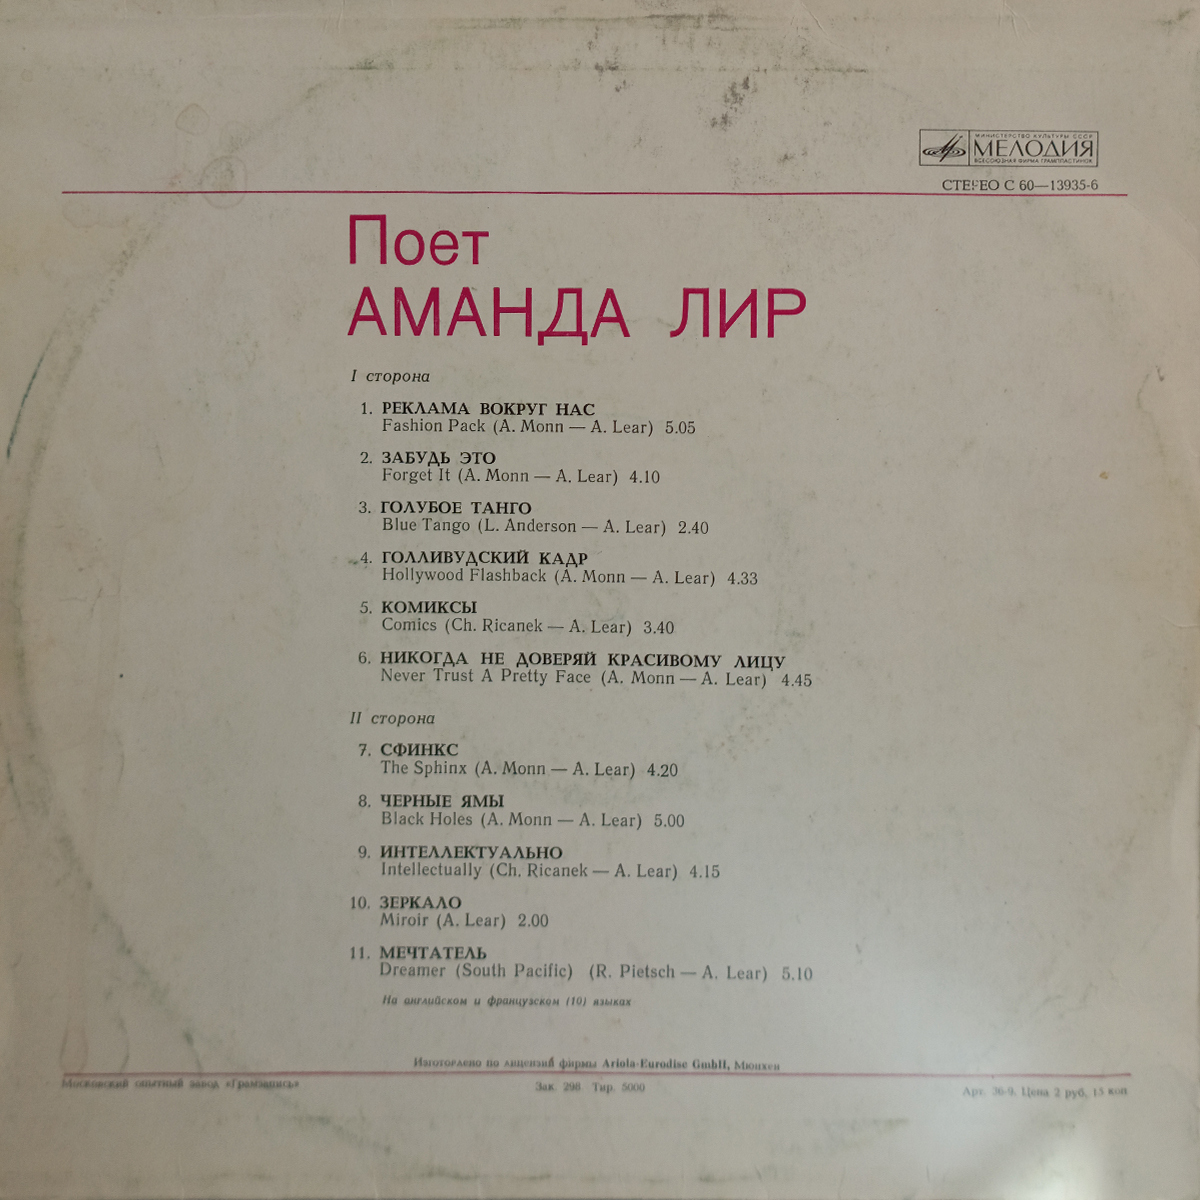 МИНИСТЕРСТВО КУЛЬТУРЫ СССР
МЕЛОДИЯ
ВСЕСОЮЗНАЯ ФИРМА ГРАМПЛАСТИНОК
СТЕРЕО С 60—13935-6
Поет
АМАНДА ЛИР
I сторона
1. РЕКЛАМА ВОКРУГ НАС
Fashion Pack (A. Monn — A. Lear) 5.05
2. ЗАБУДЬ ЭТО
Forget It (A. Monn — A. Lear) 4.10
3. ГОЛУБОЕ ТАНГО
Blue Tango (L. Anderson — A. Lear) 2.40
4. ГОЛЛИВУДСКИЙ КАДР
Hollywood Flashback (A. Monn — A. Lear) 4.33
5. КОМИКСЫ
Comics (Ch. Ricanek — A. Lear) 3.40
6. НИКОГДА НЕ ДОВЕРЯЙ КРАСИВОМУ ЛИЦУ
Never Trust A Pretty Face (A. Monn — A. Lear) 4.45
II сторона
7. СФИНКС
The Sphinx (A. Monn — A. Lear) 4.20
8. ЧЕРНЫЕ ЯМЫ
Black Holes (A. Monn — A. Lear) 5.00
9. ИНТЕЛЛЕКТУАЛЬНО
Intellectually (Ch. Ricanek — A. Lear) 4.15
10. ЗЕРКАЛО
Miroir (A. Lear) 2.00
11. МЕЧТАТЕЛЬ
Dreamer (South Pacific) (R. Pietsch — A. Lear) 5.10
На английском и французском (10) языках
Изготовлено по лицензии фирмы Ariola-Eurodisc GmbH, Мюнхен
Московский опытный завод «Грамзапись»
Зак. 298 Тир. 5000
Арт. 36-9. Цена 2 руб. 15 коп